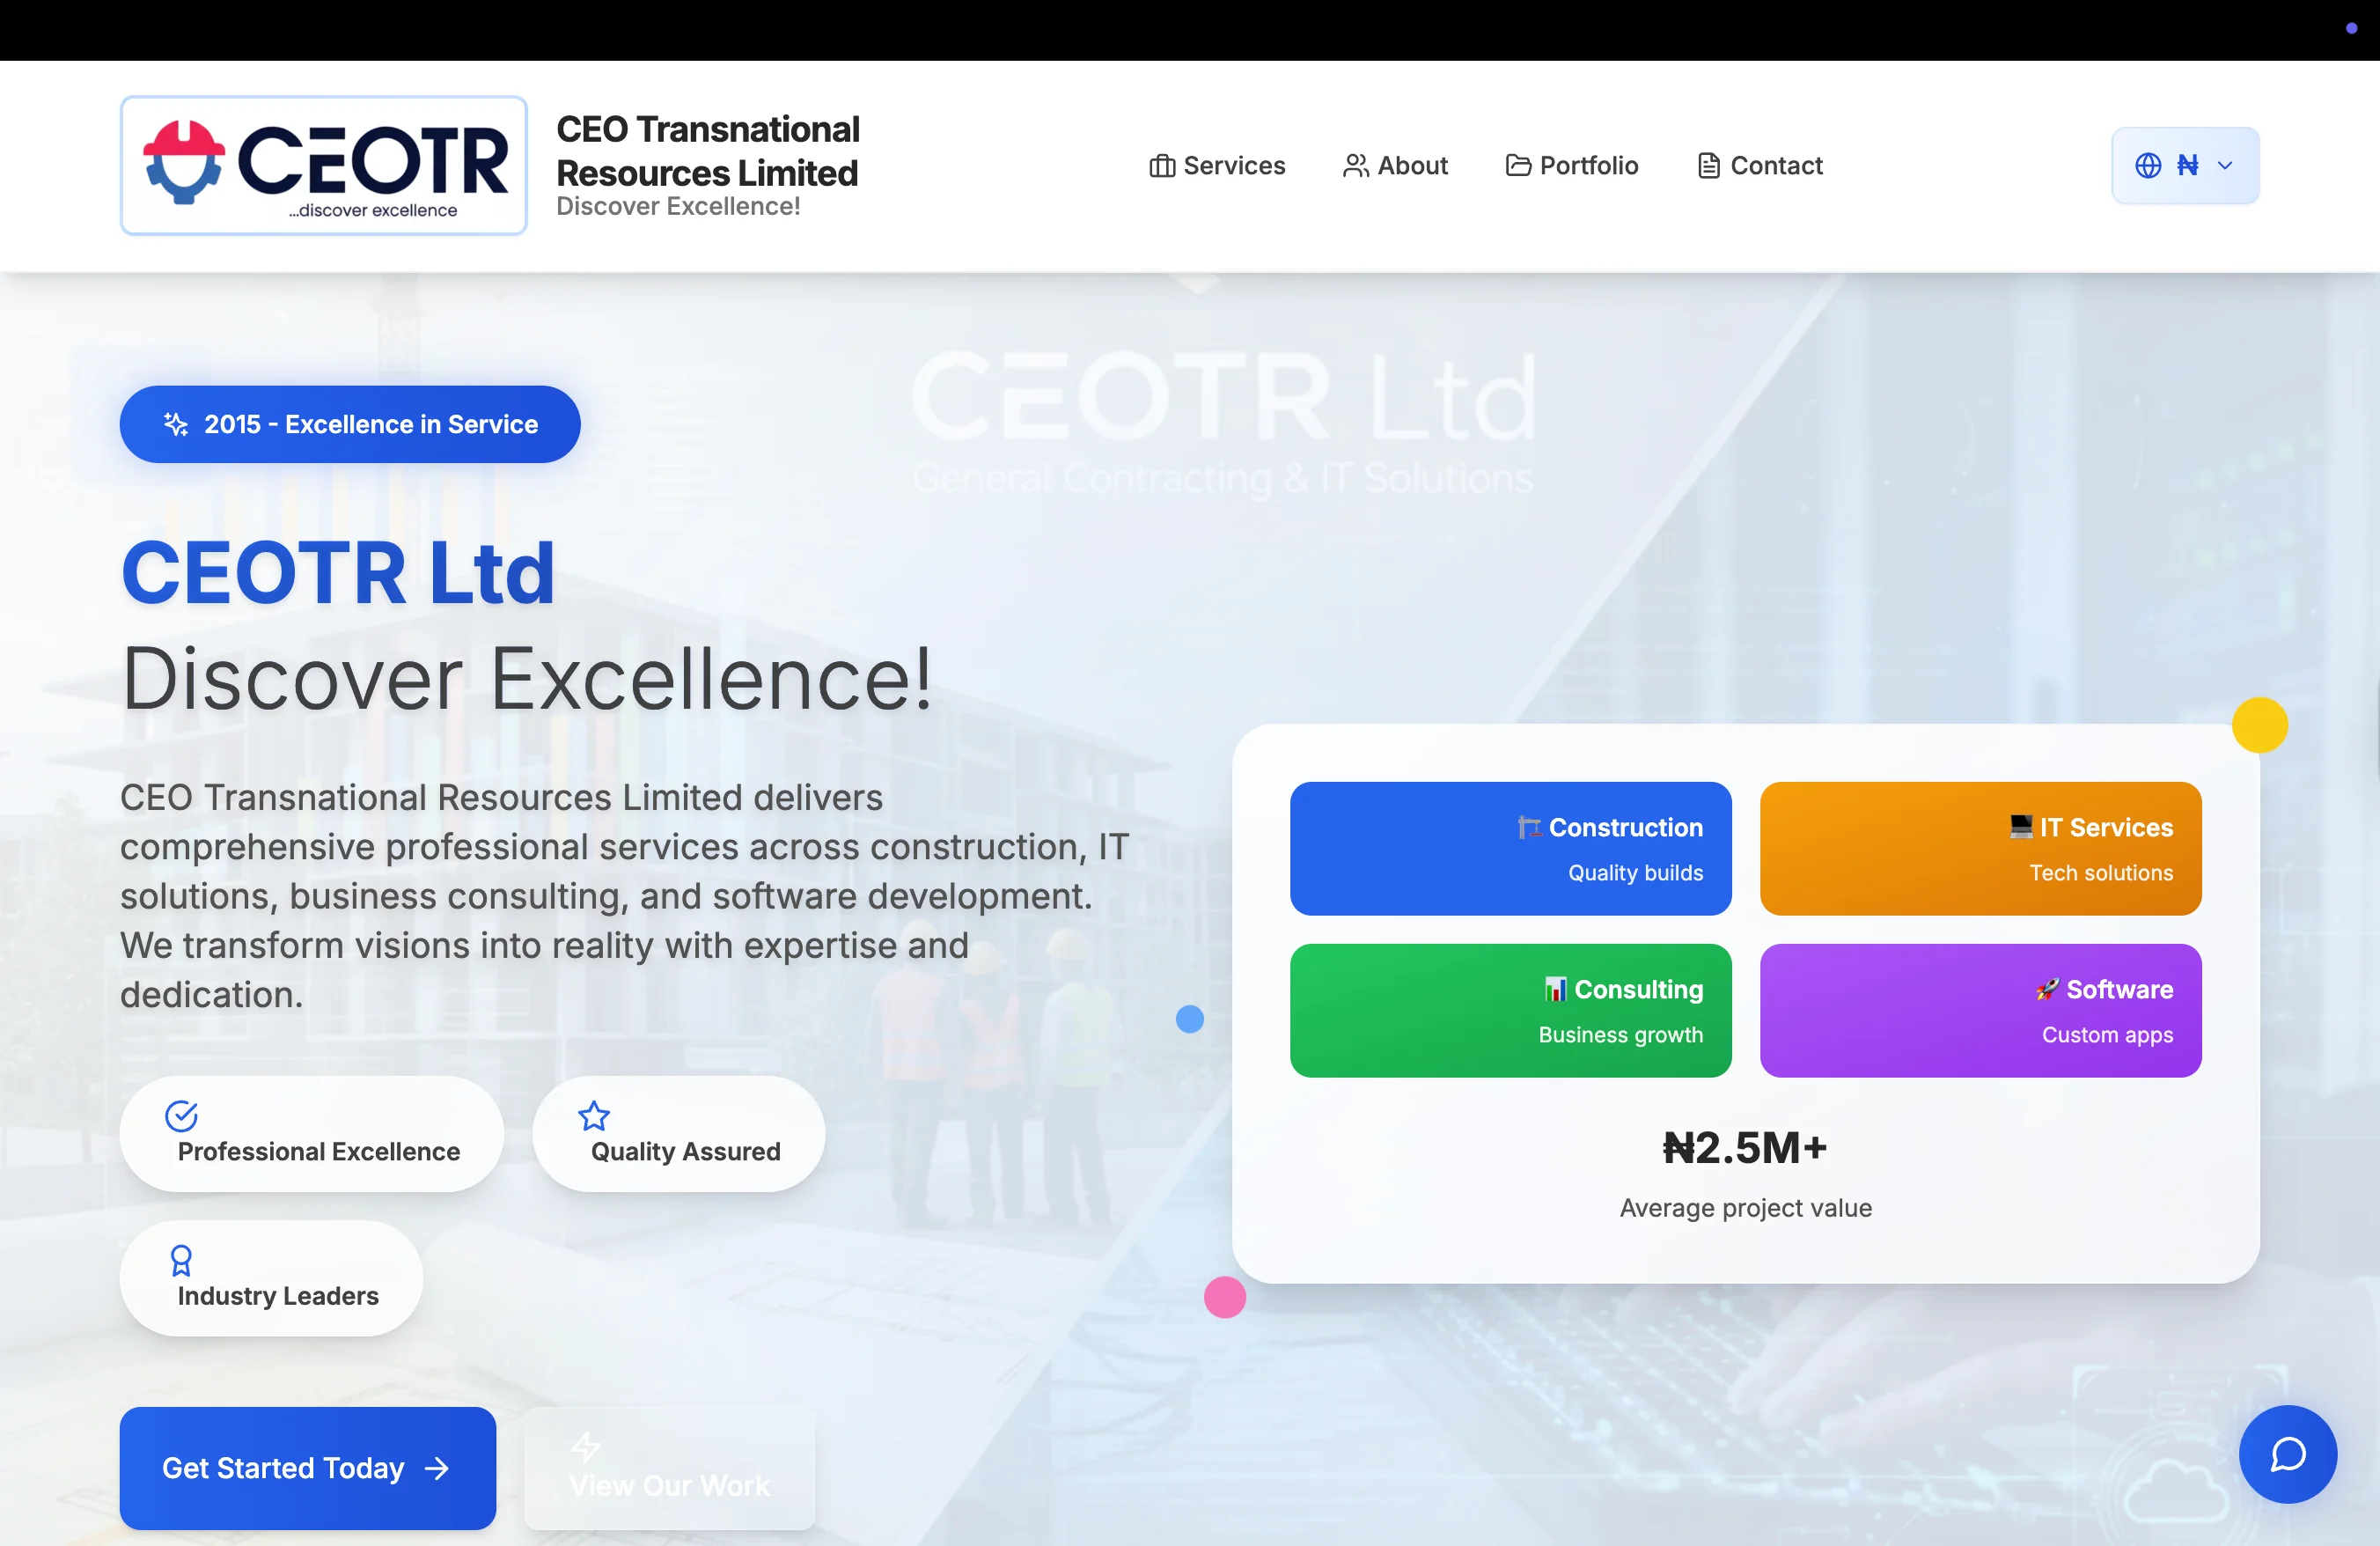 CEOTR
...discover excellence
CEO Transnational
Resources Limited
Discover Excellence!
Services
About
Portfolio
Contact
₦
CEOTR Ltd
General Contracting & IT Solutions
2015 - Excellence in Service
CEOTR Ltd
Discover Excellence!
CEO Transnational Resources Limited delivers
comprehensive professional services across construction, IT
solutions, business consulting, and software development.
We transform visions into reality with expertise and
dedication.
Professional Excellence
Quality Assured
Industry Leaders
Get Started Today
View Our Work
🏗️ Construction
Quality builds
💻 IT Services
Tech solutions
📊 Consulting
Business growth
🚀 Software
Custom apps
₦2.5M+
Average project value